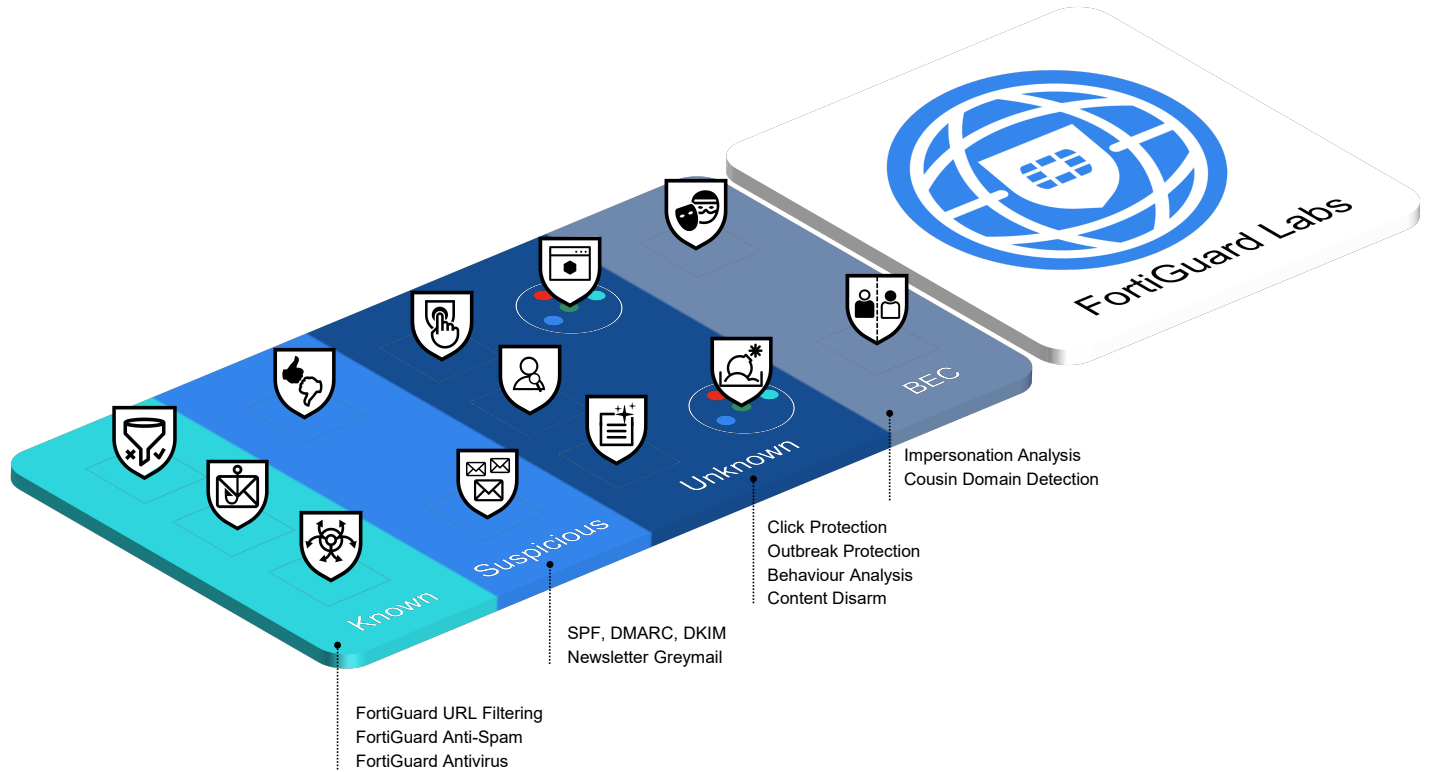 FortiGuard Labs
BEC
Impersonation Analysis
Cousin Domain Detection
Unknown
Click Protection
Outbreak Protection
Behaviour Analysis
Content Disarm
Suspicious
SPF, DMARC, DKIM
Newsletter Greymail
Known
FortiGuard URL Filtering
FortiGuard Anti-Spam
FortiGuard Antivirus